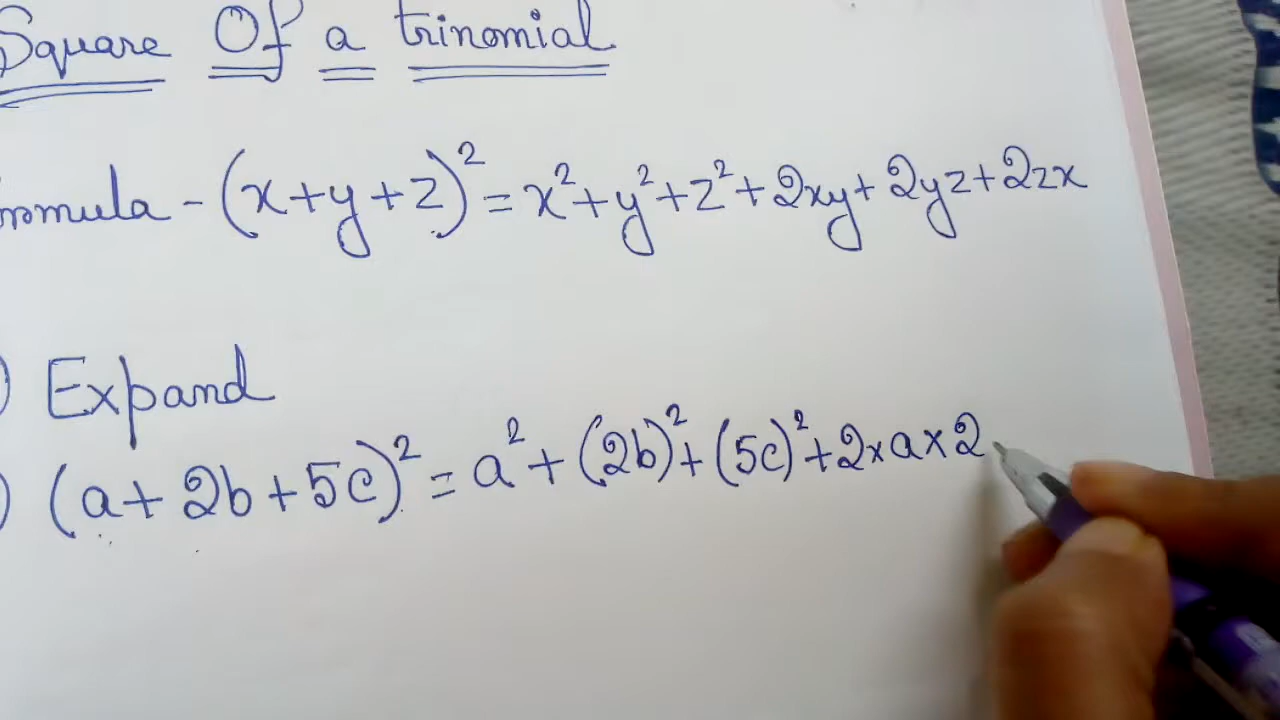 Square Of a trinomial
ormula - (x+y+z)² = x²+y²+z²+2xy+2yz+2zx
) Expand
) (a+2b+5c)² = a²+(2b)²+(5c)²+2×a×2